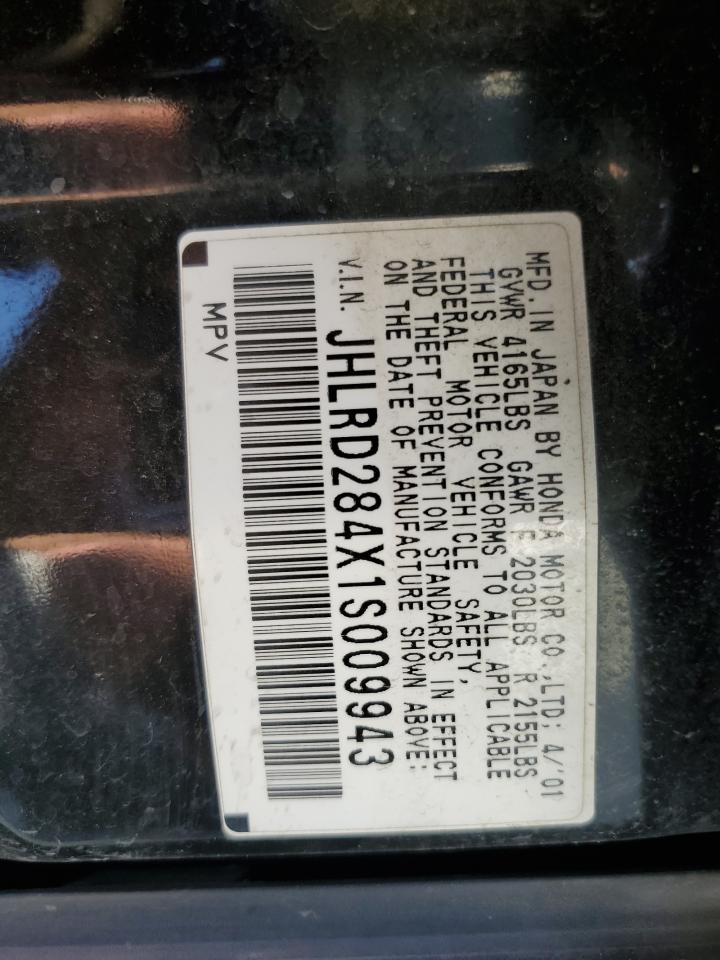 MFD. IN JAPAN BY HONDA MOTOR CO.,LTD; 4/'01
GVWR 4165LBS GAWR F 2030LBS R 2155LBS
THIS VEHICLE CONFORMS TO ALL APPLICABLE
FEDERAL MOTOR VEHICLE SAFETY,
AND THEFT PREVENTION STANDARDS IN EFFECT
ON THE DATE OF MANUFACTURE SHOWN ABOVE:
V.I.N. JHLRD284X1S009943
MPV